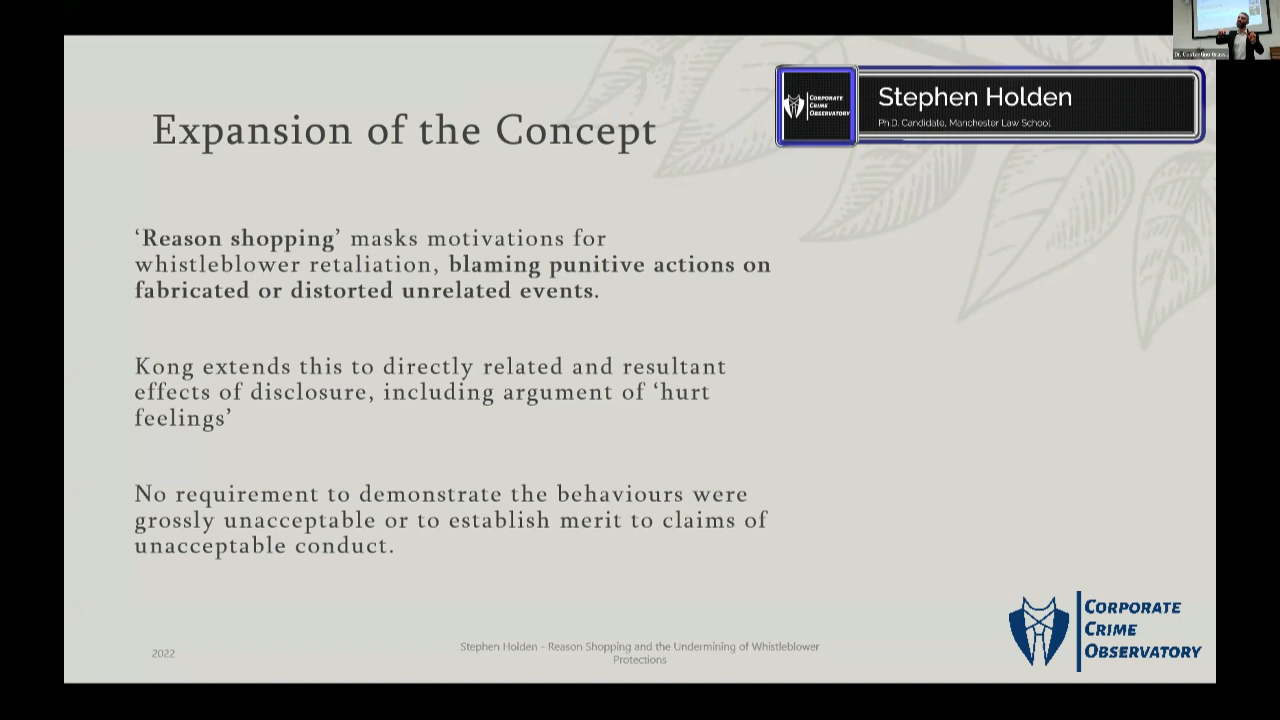 Expansion of the Concept
CORPORATE
CRIME
OBSERVATORY
Stephen Holden
Ph.D. Candidate, Manchester Law School
‘Reason shopping’ masks motivations for
whistleblower retaliation, blaming punitive actions on
fabricated or distorted unrelated events.
Kong extends this to directly related and resultant
effects of disclosure, including argument of ‘hurt
feelings’
No requirement to demonstrate the behaviours were
grossly unacceptable or to establish merit to claims of
unacceptable conduct.
2022
Stephen Holden - Reason Shopping and the Undermining of Whistleblower
Protections
CORPORATE
CRIME
OBSERVATORY